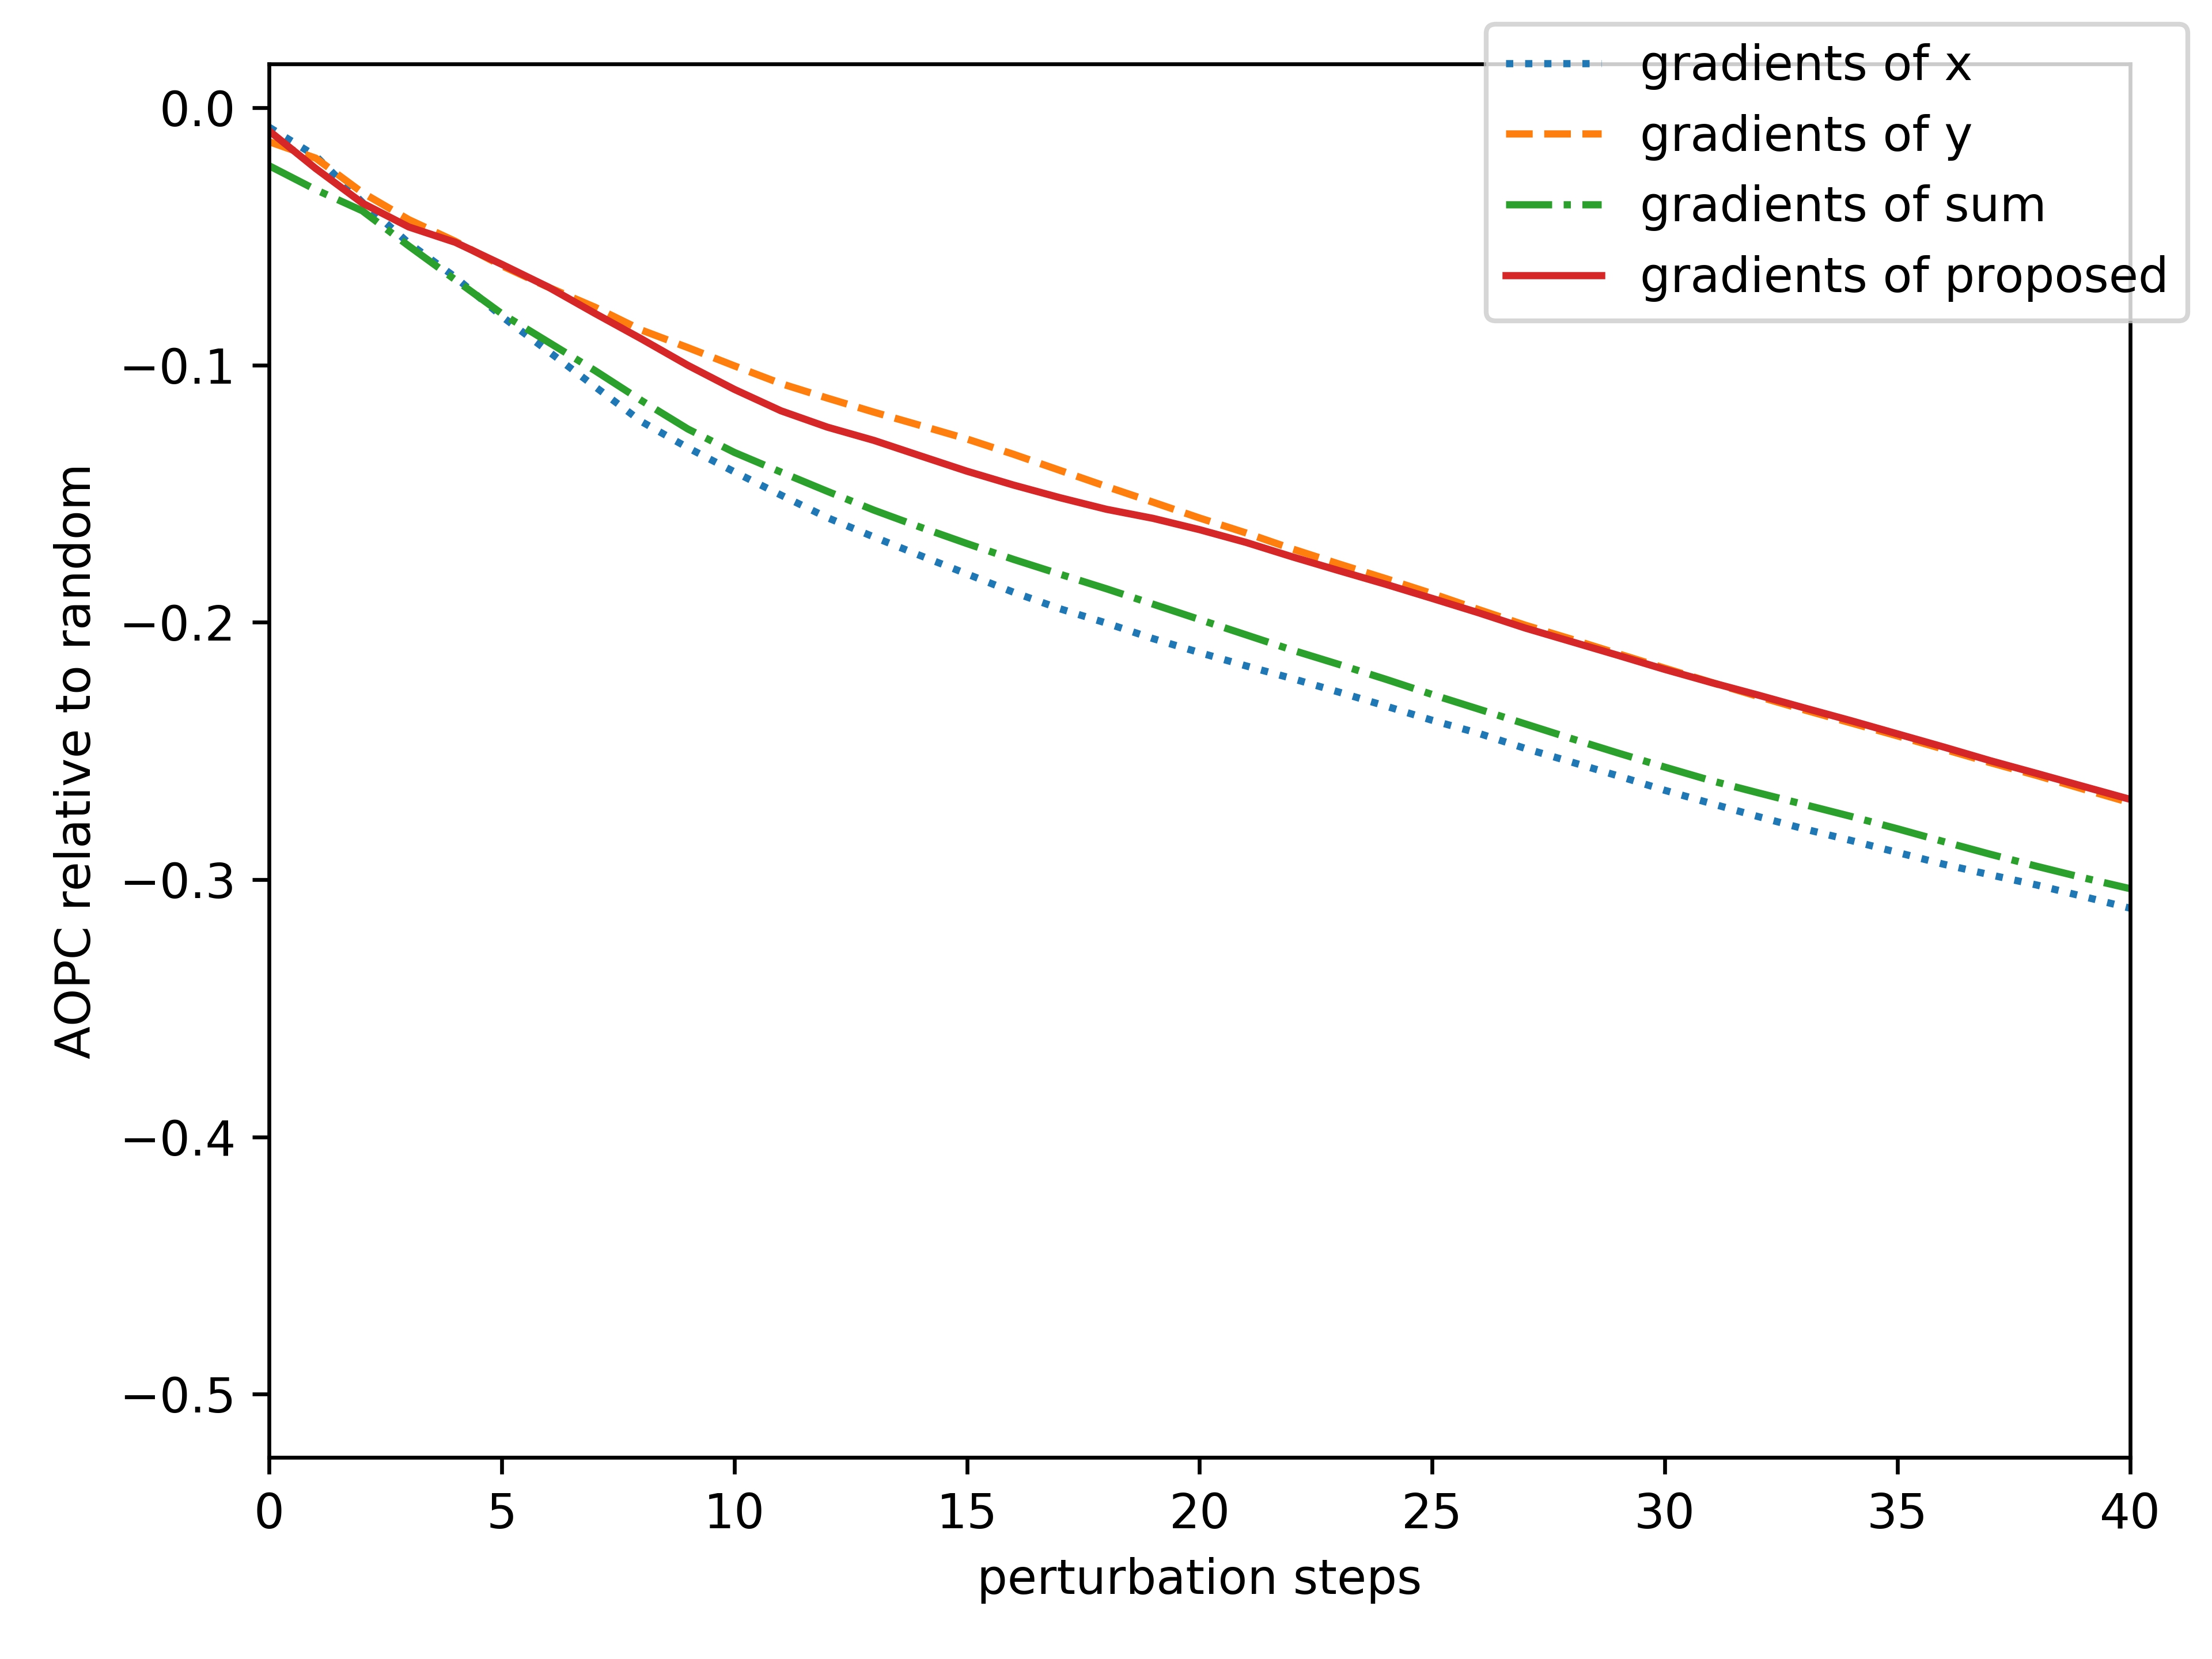 gradients of x
gradients of y
gradients of sum
gradients of proposed
0.0
−0.1
−0.2
−0.3
−0.4
−0.5
AOPC relative to random
0 5 10 15 20 25 30 35 40
perturbation steps